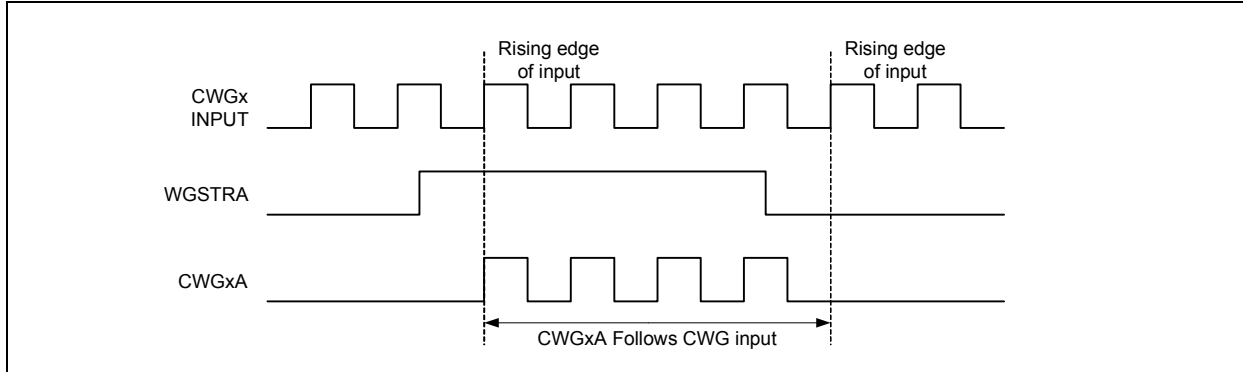 Rising edge
of input
Rising edge
of input
CWGx
INPUT
WGSTRA
CWGxA
CWGxA Follows CWG input